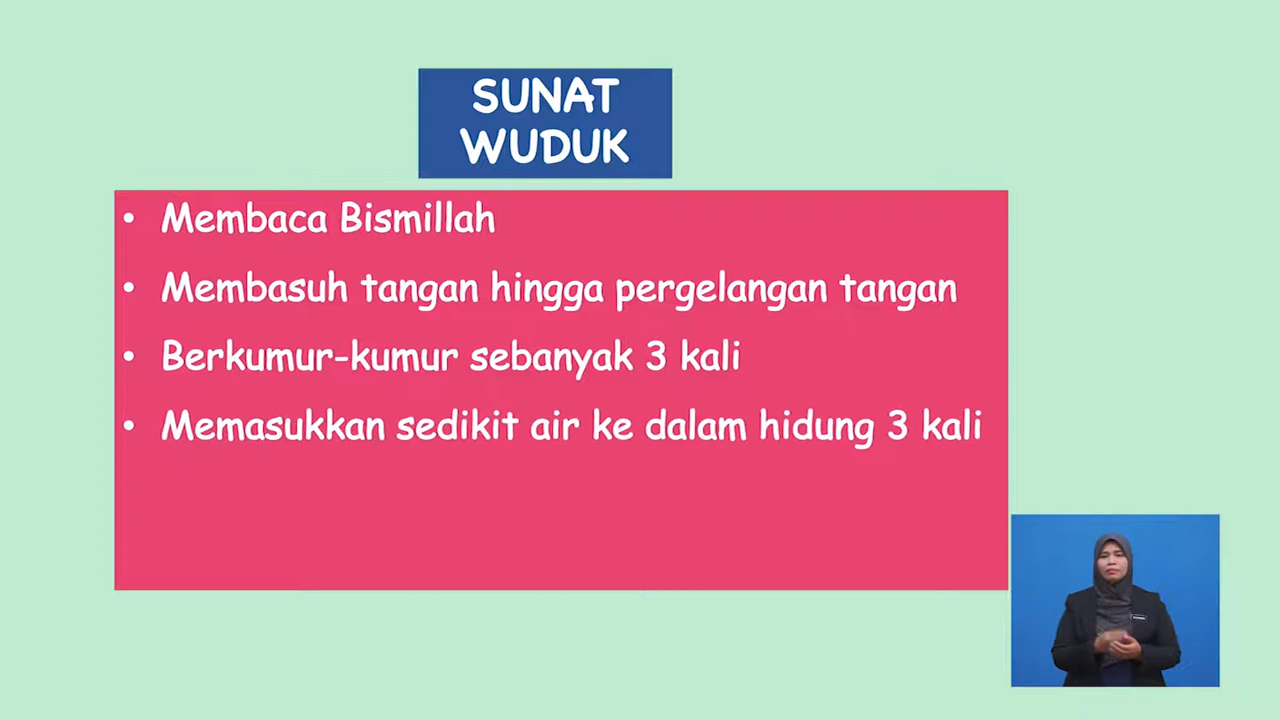 SUNAT
WUDUK
• Membaca Bismillah
• Membasuh tangan hingga pergelangan tangan
• Berkumur-kumur sebanyak 3 kali
• Memasukkan sedikit air ke dalam hidung 3 kali